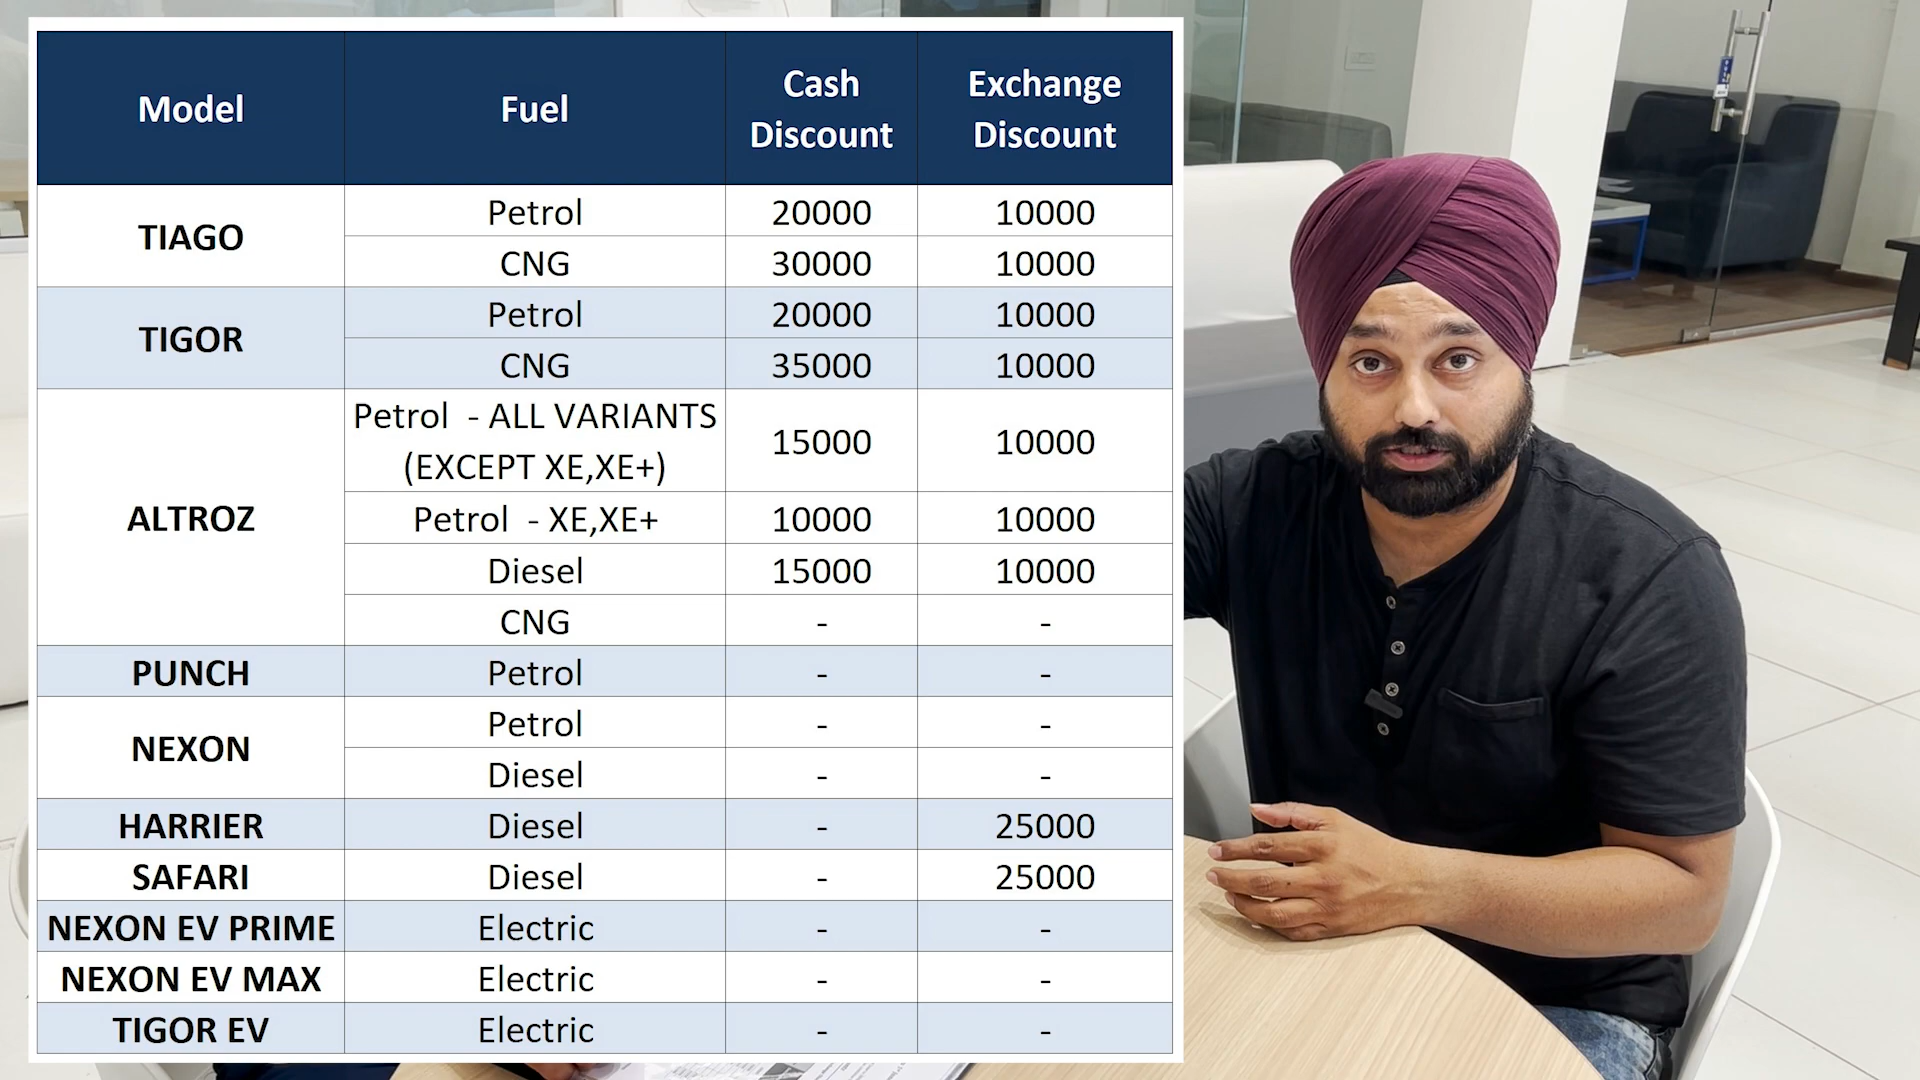 Model Fuel Cash Discount Exchange Discount
TIAGO Petrol 20000 10000
CNG 30000 10000
TIGOR Petrol 20000 10000
CNG 35000 10000
ALTROZ Petrol - ALL VARIANTS (EXCEPT XE,XE+) 15000 10000
Petrol - XE,XE+ 10000 10000
Diesel 15000 10000
CNG - -
PUNCH Petrol - -
NEXON Petrol - -
Diesel - -
HARRIER Diesel - 25000
SAFARI Diesel - 25000
NEXON EV PRIME Electric - -
NEXON EV MAX Electric - -
TIGOR EV Electric - -